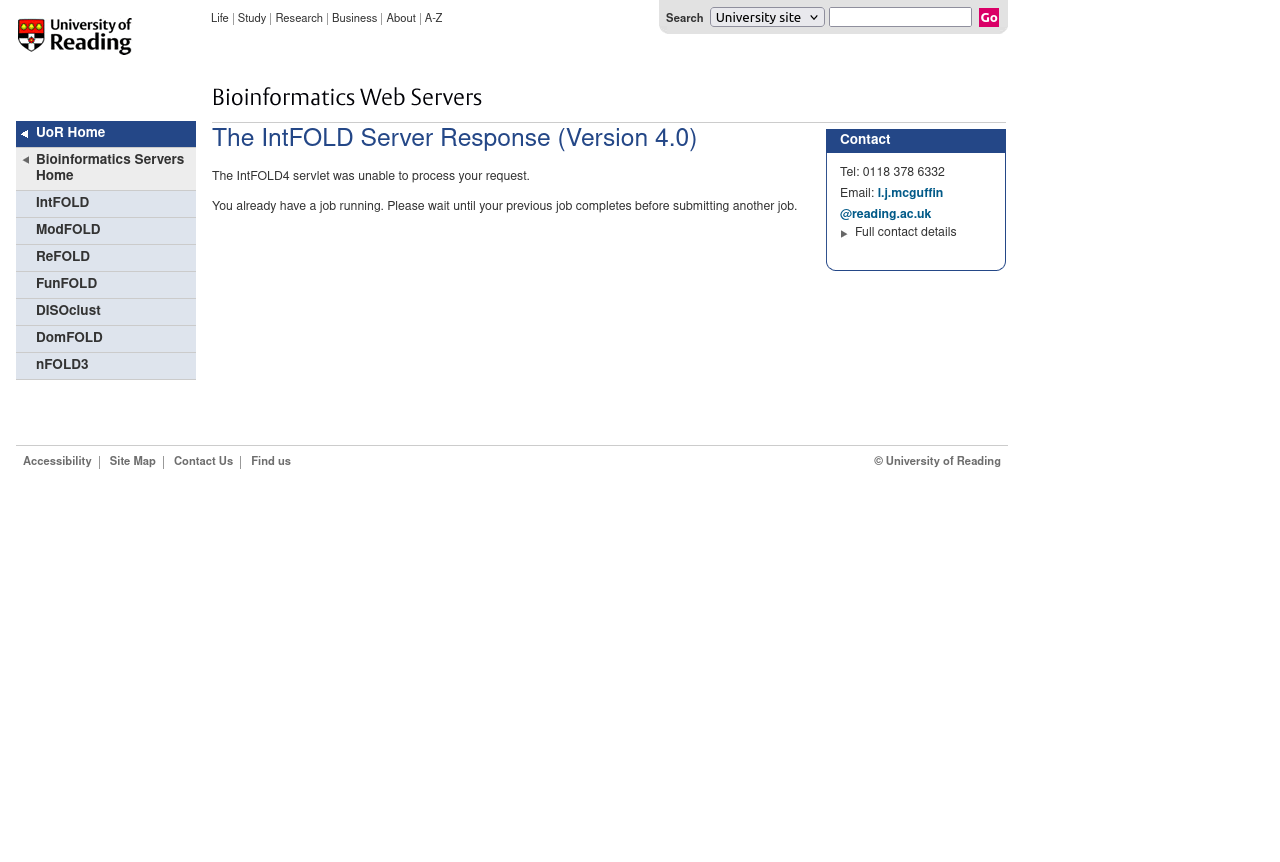 University of
Reading
Life | Study | Research | Business | About | A-Z
Search University site Go
Bioinformatics Web Servers
UoR Home
Bioinformatics Servers
Home
IntFOLD
ModFOLD
ReFOLD
FunFOLD
DISOclust
DomFOLD
nFOLD3
The IntFOLD Server Response (Version 4.0)
The IntFOLD4 servlet was unable to process your request.
You already have a job running. Please wait until your previous job completes before submitting another job.
Contact
Tel: 0118 378 6332
Email: l.j.mcguffin
@reading.ac.uk
Full contact details
Accessibility | Site Map | Contact Us | Find us
© University of Reading